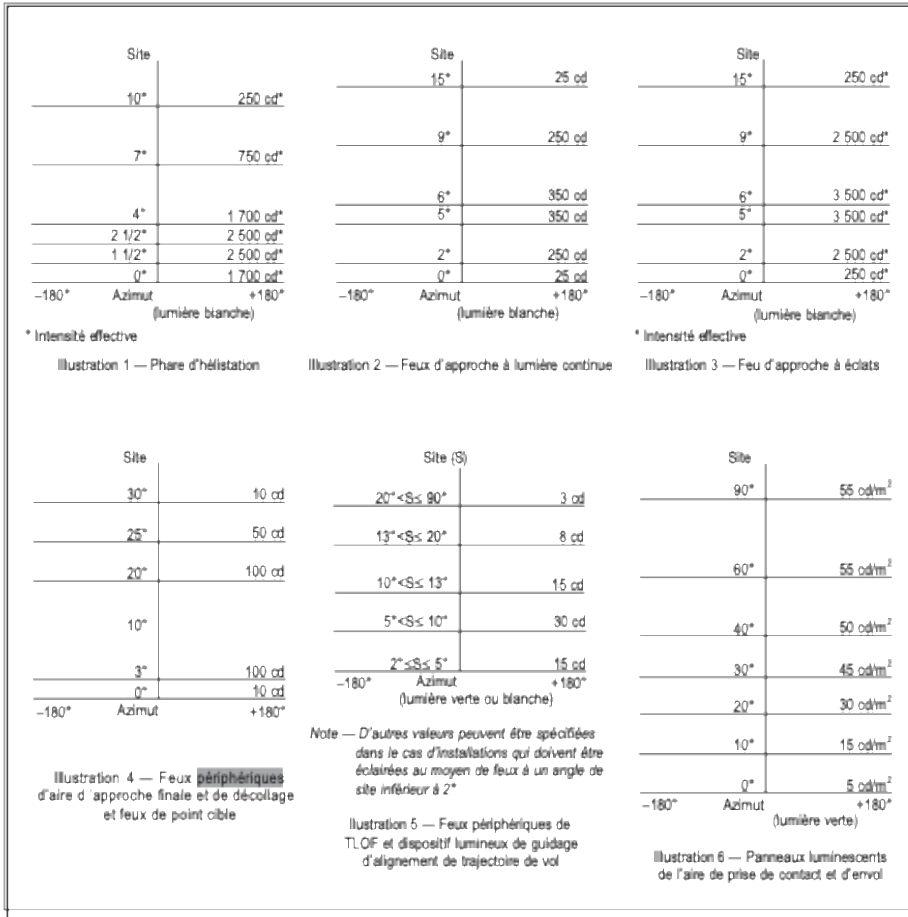 Site
10° 250 cd*
7° 750 cd*
4° 1 700 cd*
2 1/2° 2 500 cd*
1 1/2° 2 500 cd*
0° 1 700 cd*
–180° Azimut +180°
(lumière blanche)
* Intensité effective
Illustration 1 — Phare d'hélistation
Site
15° 25 cd
9° 250 cd
6° 350 cd
5° 350 cd
2° 250 cd
0° 25 cd
–180° Azimut +180°
(lumière blanche)
Illustration 2 — Feux d'approche à lumière continue
Site
15° 250 cd*
9° 2 500 cd*
6° 3 500 cd*
5° 3 500 cd*
2° 2 500 cd*
0° 250 cd*
–180° Azimut +180°
(lumière blanche)
* Intensité effective
Illustration 3 — Feu d'approche à éclats
Site
30° 10 cd
25° 50 cd
20° 100 cd
10°
3° 100 cd
0° 10 cd
–180° Azimut +180°
Illustration 4 — Feux périphériques
d'aire d'approche finale et de décollage
et feux de point cible
Site (S)
20°<S≤ 90° 3 cd
13°<S≤ 20° 8 cd
10°<S≤ 13° 15 cd
5°<S≤ 10° 30 cd
2°≤S≤ 5° 15 cd
–180° Azimut +180°
(lumière verte ou blanche)
Note — D'autres valeurs peuvent être spécifiées
dans le cas d'installations qui doivent être
éclairées au moyen de feux à un angle de
site inférieur à 2°
Illustration 5 — Feux périphériques de
TLOF et dispositif lumineux de guidage
d'alignement de trajectoire de vol
Site
90° 55 cd/m²
60° 55 cd/m²
40° 50 cd/m²
30° 45 cd/m²
20° 30 cd/m²
10° 15 cd/m²
0° 5 cd/m²
–180° Azimut +180°
(lumière verte)
Illustration 6 — Panneaux luminescents
de l'aire de prise de contact et d'envol